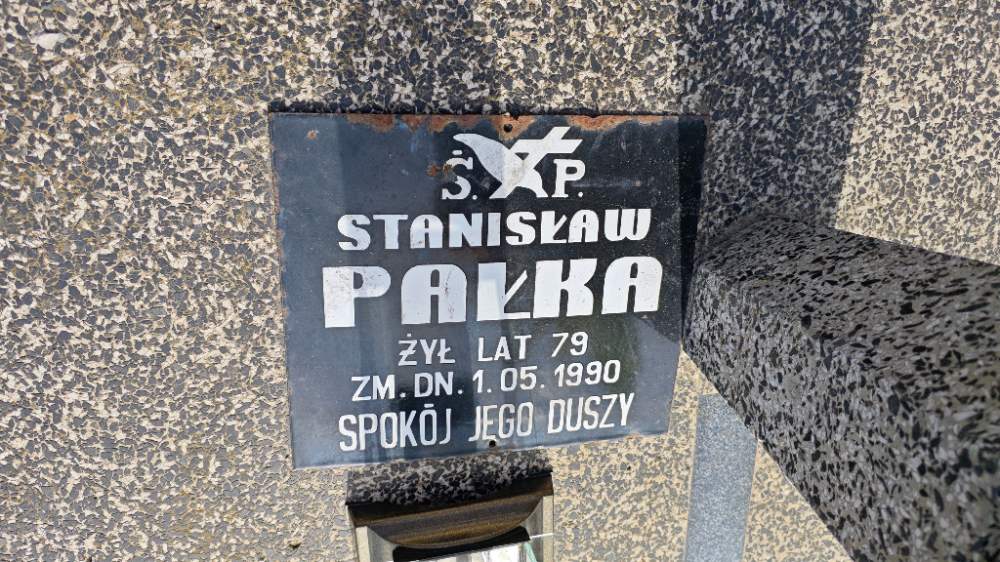 Ś. P.
STANISŁAW
PAŁKA
ŻYŁ LAT 79
ZM. DN. 1. 05. 1990
SPOKÓJ JEGO DUSZY